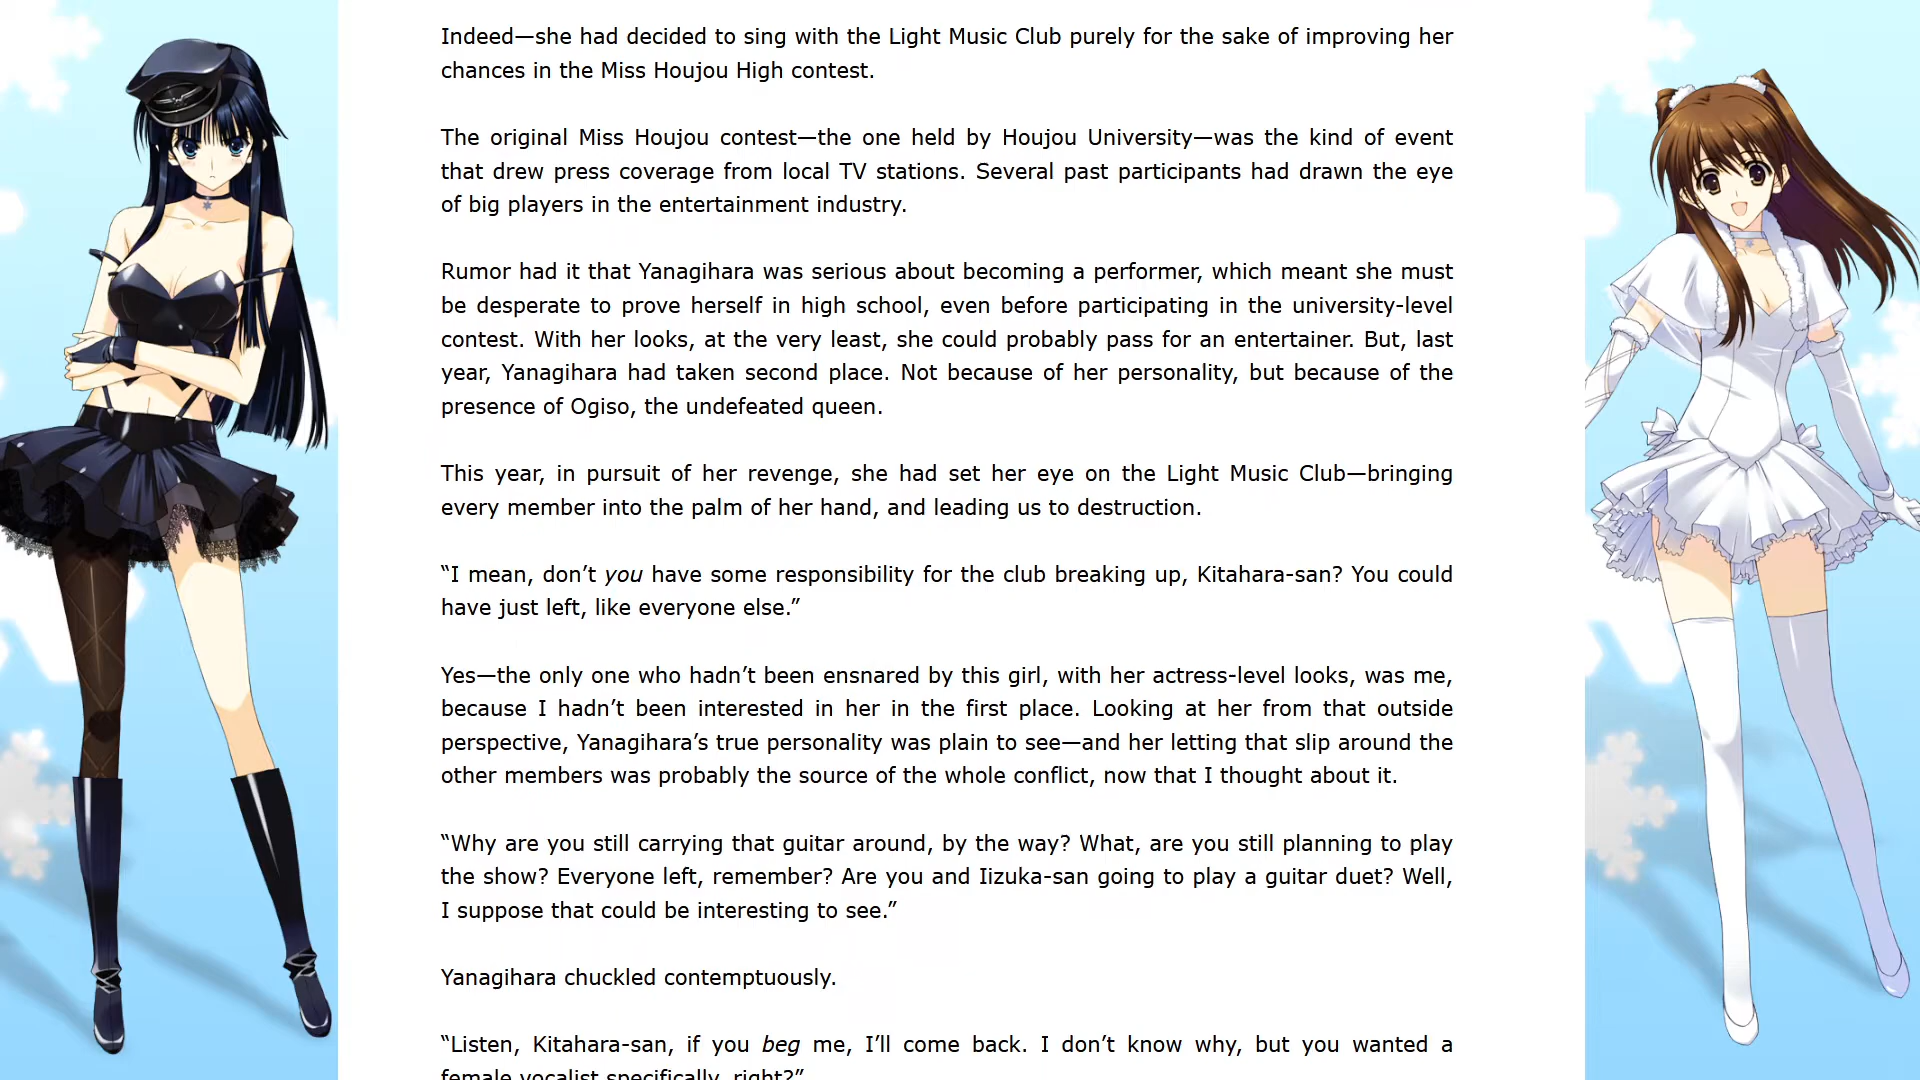 Indeed—she had decided to sing with the Light Music Club purely for the sake of improving her
chances in the Miss Houjou High contest.
The original Miss Houjou contest—the one held by Houjou University—was the kind of event
that drew press coverage from local TV stations. Several past participants had drawn the eye
of big players in the entertainment industry.
Rumor had it that Yanagihara was serious about becoming a performer, which meant she must
be desperate to prove herself in high school, even before participating in the university-level
contest. With her looks, at the very least, she could probably pass for an entertainer. But, last
year, Yanagihara had taken second place. Not because of her personality, but because of the
presence of Ogiso, the undefeated queen.
This year, in pursuit of her revenge, she had set her eye on the Light Music Club—bringing
every member into the palm of her hand, and leading us to destruction.
“I mean, don’t you have some responsibility for the club breaking up, Kitahara-san? You could
have just left, like everyone else.”
Yes—the only one who hadn’t been ensnared by this girl, with her actress-level looks, was me,
because I hadn’t been interested in her in the first place. Looking at her from that outside
perspective, Yanagihara’s true personality was plain to see—and her letting that slip around the
other members was probably the source of the whole conflict, now that I thought about it.
“Why are you still carrying that guitar around, by the way? What, are you still planning to play
the show? Everyone left, remember? Are you and Iizuka-san going to play a guitar duet? Well,
I suppose that could be interesting to see.”
Yanagihara chuckled contemptuously.
“Listen, Kitahara-san, if you beg me, I’ll come back. I don’t know why, but you wanted a
female vocalist specifically, right?”